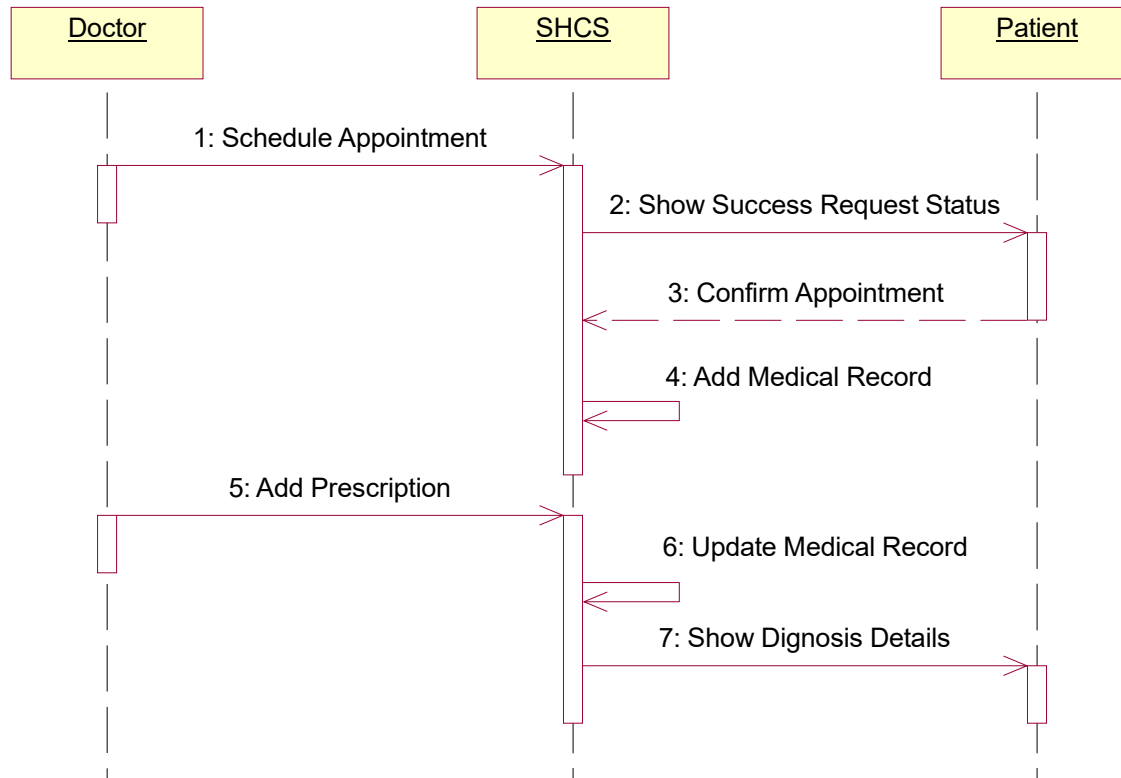 Doctor
SHCS
Patient
1: Schedule Appointment
2: Show Success Request Status
3: Confirm Appointment
4: Add Medical Record
5: Add Prescription
6: Update Medical Record
7: Show Dignosis Details